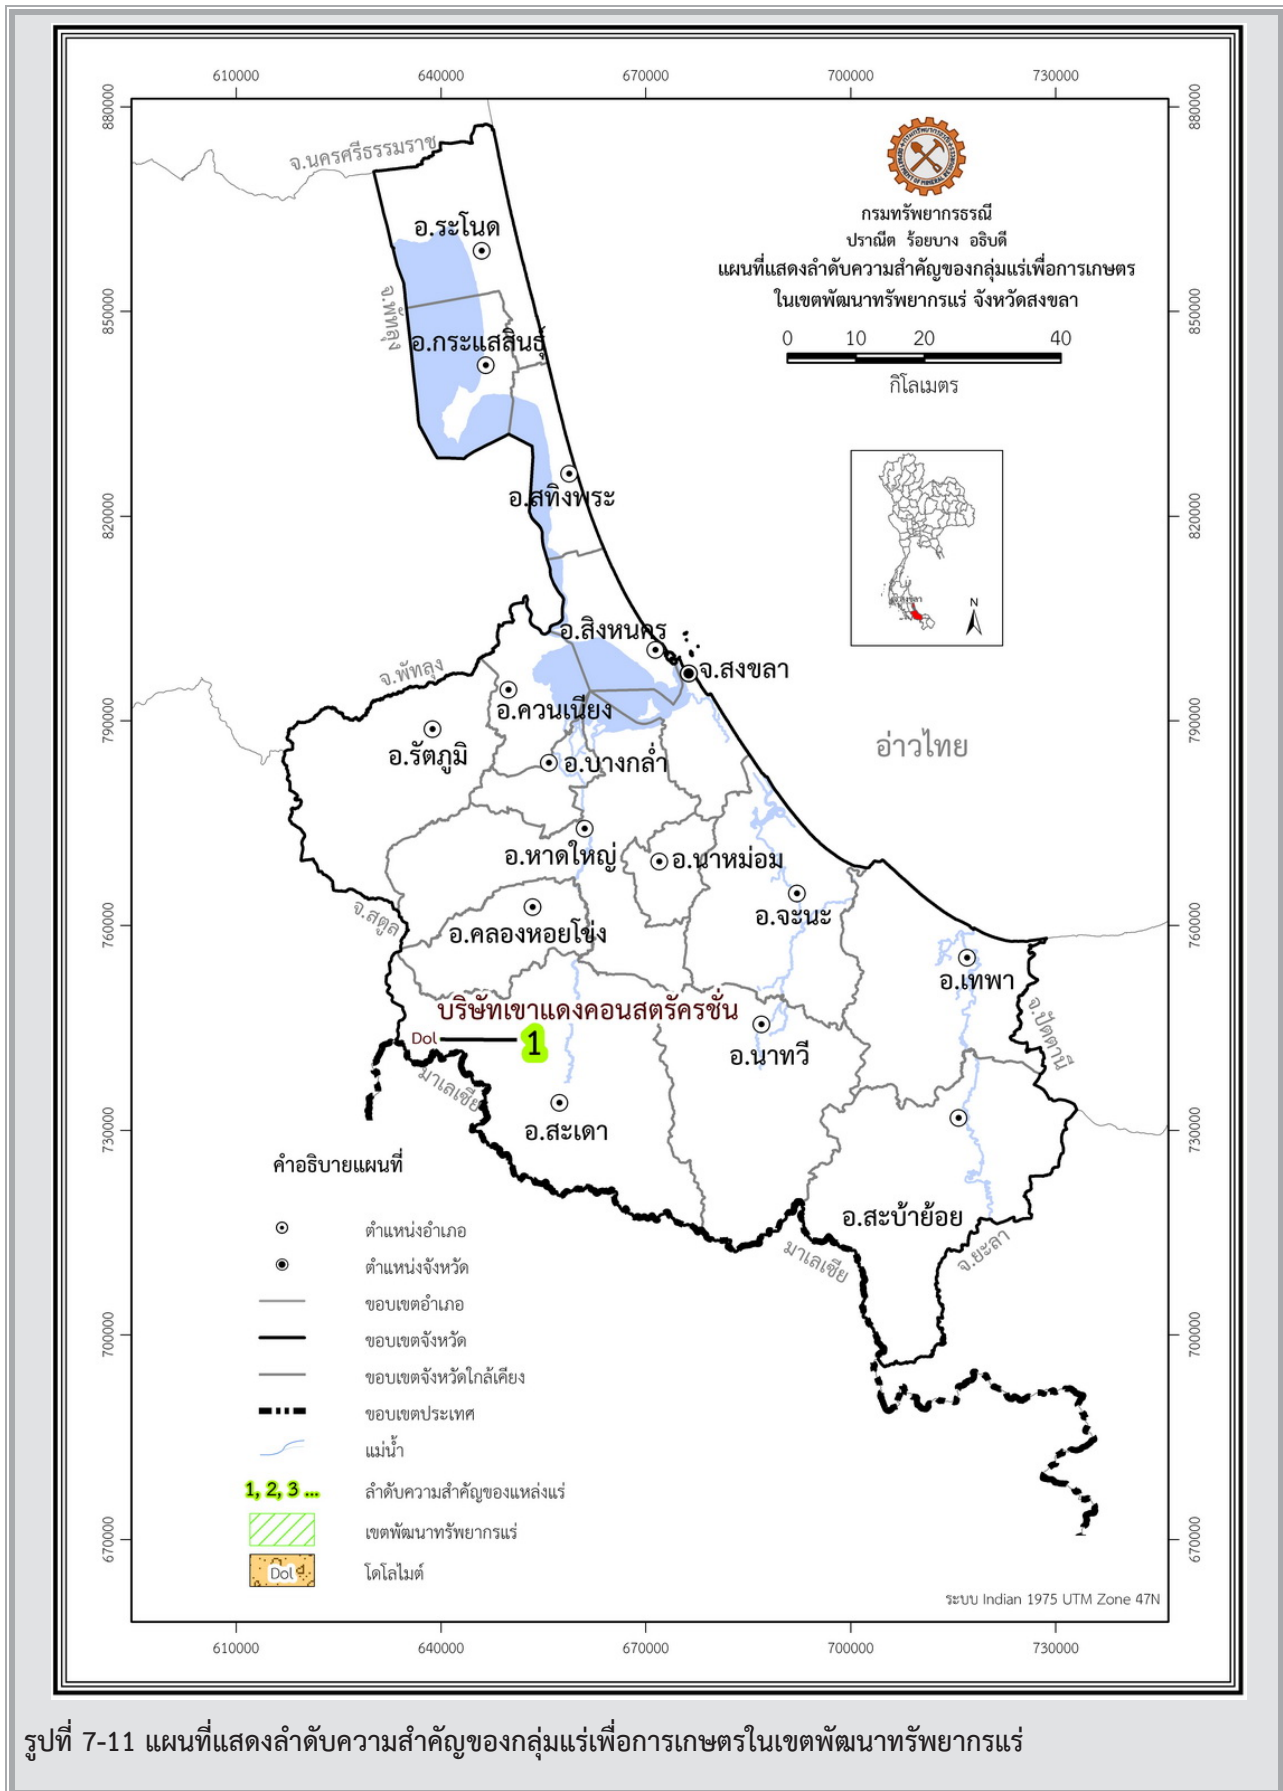 610000 640000 670000 700000 730000
880000 880000
จ.นครศรีธรรมราช
กรมทรัพยากรธรณี
ปราณีต ร้อยบาง อธิบดี
แผนที่แสดงลำดับความสำคัญของกลุ่มแร่เพื่อการเกษตร
ในเขตพัฒนาทรัพยากรแร่ จังหวัดสงขลา
0 10 20 40
กิโลเมตร
อ.ระโนด
850000 850000
จ.พัทลุง
อ.กระแสสินธุ์
อ.สทิงพระ
820000 820000
N
อ.สิงหนคร
จ.สงขลา
จ.พัทลุง
อ.ควนเนียง
790000 790000
อ.รัตภูมิ
อ.บางกล่ำ
อ่าวไทย
อ.หาดใหญ่
อ.นาหม่อม
จ.สตูล
อ.จะนะ
อ.คลองหอยโข่ง
760000 760000
อ.เทพา
บริษัทเขาแดงคอนสตรัครชั่น
Dol 1
จ.ปัตตานี
อ.นาทวี
มาเลเซีย
อ.สะเดา
730000 730000
คำอธิบายแผนที่
อ.สะบ้าย้อย
จ.ยะลา
มาเลเซีย
ตำแหน่งอำเภอ
ตำแหน่งจังหวัด
ขอบเขตอำเภอ
700000 700000
ขอบเขตจังหวัด
ขอบเขตจังหวัดใกล้เคียง
ขอบเขตประเทศ
แม่น้ำ
1, 2, 3 ... ลำดับความสำคัญของแหล่งแร่
เขตพัฒนาทรัพยากรแร่
670000 670000
Dol โดโลไมต์
ระบบ Indian 1975 UTM Zone 47N
610000 640000 670000 700000 730000
รูปที่ 7-11 แผนที่แสดงลำดับความสำคัญของกลุ่มแร่เพื่อการเกษตรในเขตพัฒนาทรัพยากรแร่